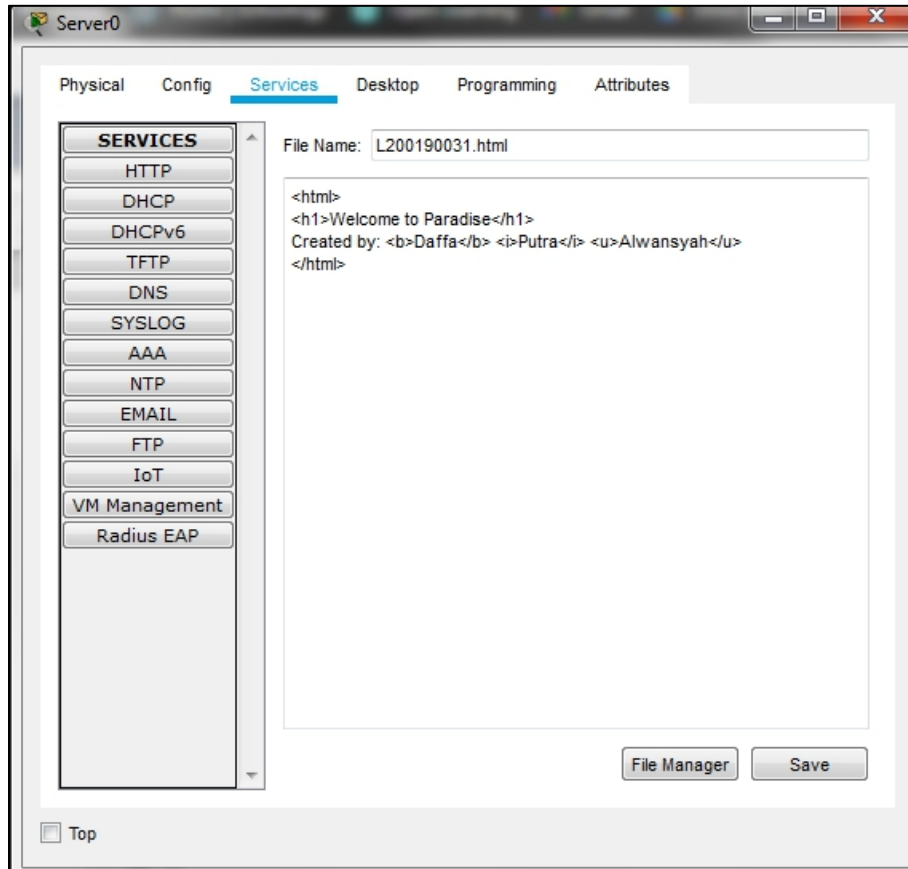 Server0
Physical Config Services Desktop Programming Attributes
SERVICES
HTTP
DHCP
DHCPv6
TFTP
DNS
SYSLOG
AAA
NTP
EMAIL
FTP
IoT
VM Management
Radius EAP
File Name: L200190031.html
<html>
<h1>Welcome to Paradise</h1>
Created by: <b>Daffa</b> <i>Putra</i> <u>Alwansyah</u>
</html>
File Manager Save
Top